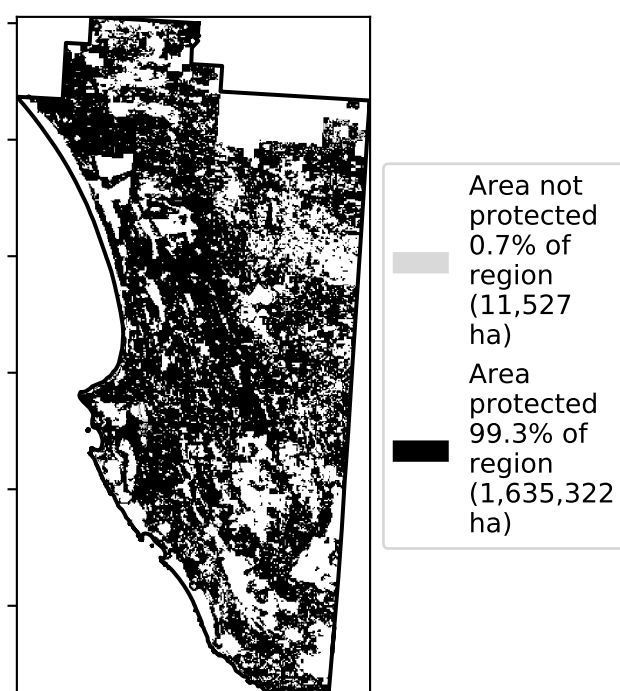 Area not
protected
0.7% of
region
(11,527
ha)
Area
protected
99.3% of
region
(1,635,322
ha)